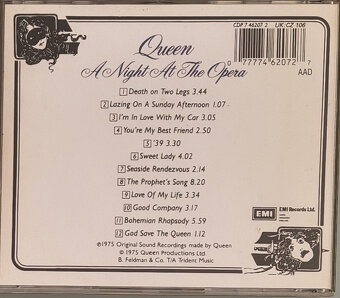 CDP 7 46207 2 UK: CZ 106
Queen
A Night At The Opera
0 77774 62072 7
AAD
1 Death on Two Legs 3.44
2 Lazing On A Sunday Afternoon 1.07
3 I'm In Love With My Car 3.05
4 You're My Best Friend 2.50
5 '39 3.30
6 Sweet Lady 4.02
7 Seaside Rendezvous 2.14
8 The Prophet's Song 8.20
9 Love Of My Life 3.34
10 Good Company 3.17
11 Bohemian Rhapsody 5.59
12 God Save The Queen 1.12
℗1975 Original Sound Recordings made by Queen
© 1975 Queen Productions Ltd.
B. Feldman & Co. T/A Trident Music
EMI
EMI Records Ltd.